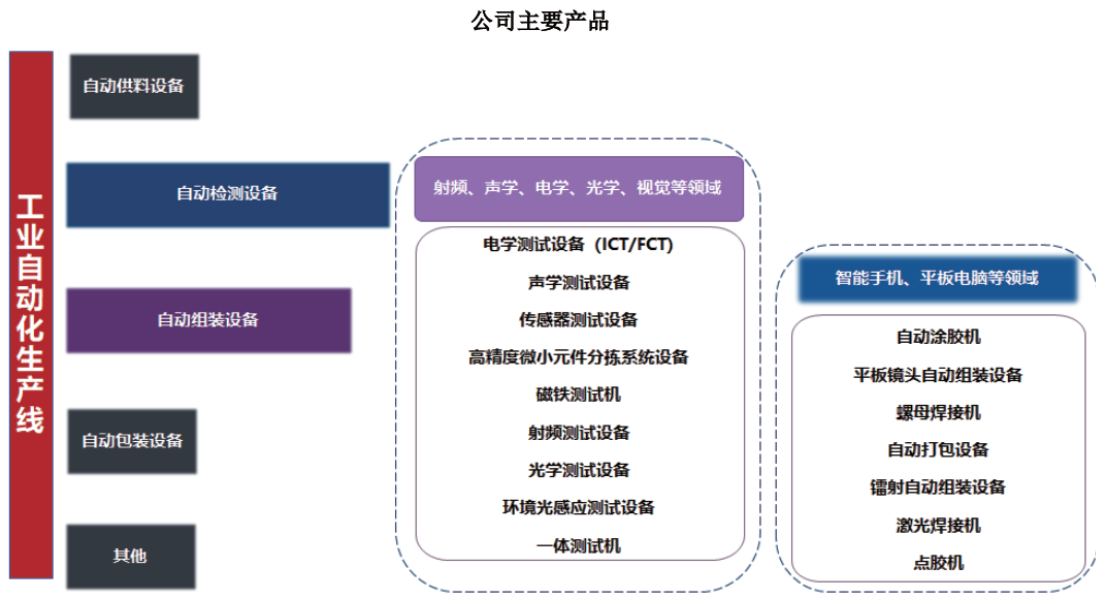 公司主要产品
工业自动化生产线
自动供料设备
自动检测设备
自动组装设备
自动包装设备
其他
射频、声学、电学、光学、视觉等领域
电学测试设备（ICT/FCT)
声学测试设备
传感器测试设备
高精度微小元件分拣系统设备
磁铁测试机
射频测试设备
光学测试设备
环境光感应测试设备
一体测试机
智能手机、平板电脑等领域
自动涂胶机
平板镜头自动组装设备
螺母焊接机
自动打包设备
镭射自动组装设备
激光焊接机
点胶机